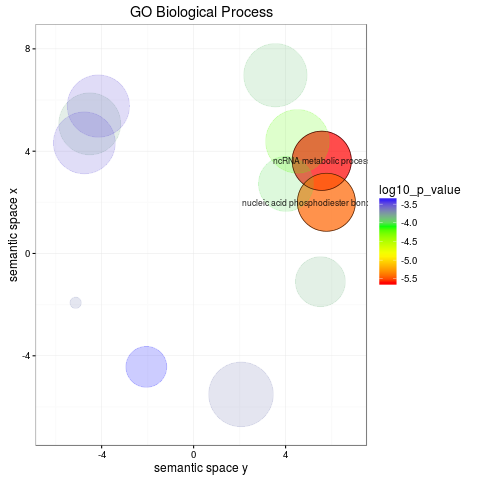 GO Biological Process
8
4
0
-4
semantic space x
ncRNA metabolic proces
nucleic acid phosphodiester bon
-4
0
4
semantic space y
log10_p_value
-3.5
-4.0
-4.5
-5.0
-5.5